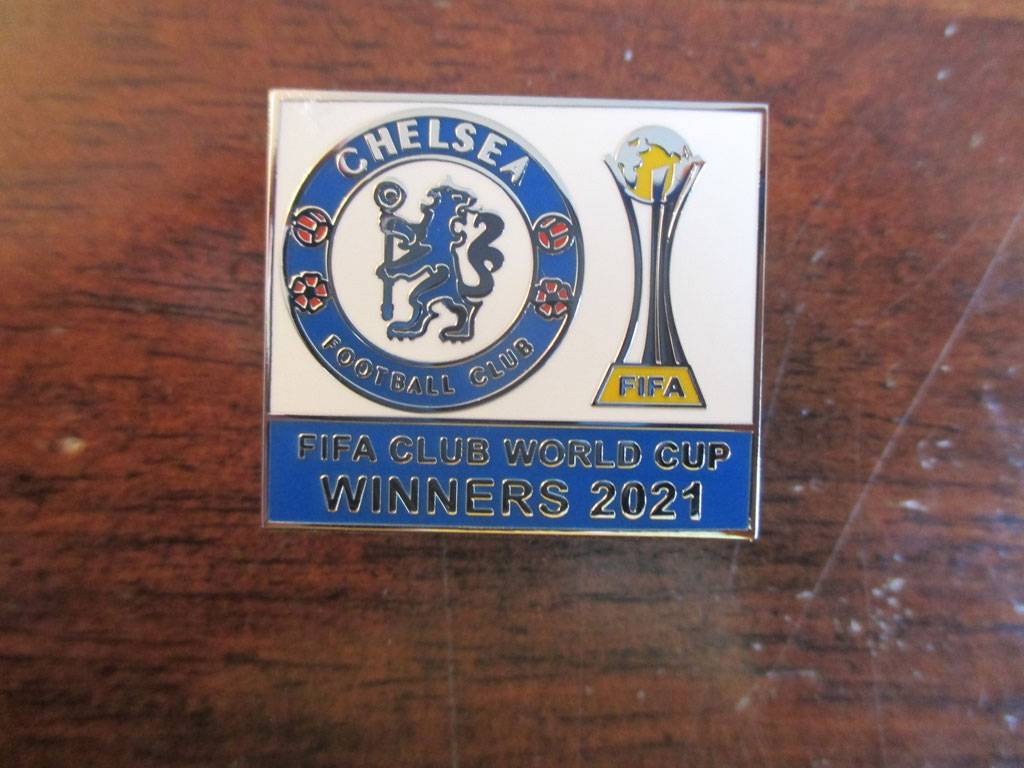 CHELSEA
FOOTBALL CLUB
FIFA
FIFA CLUB WORLD CUP
WINNERS 2021